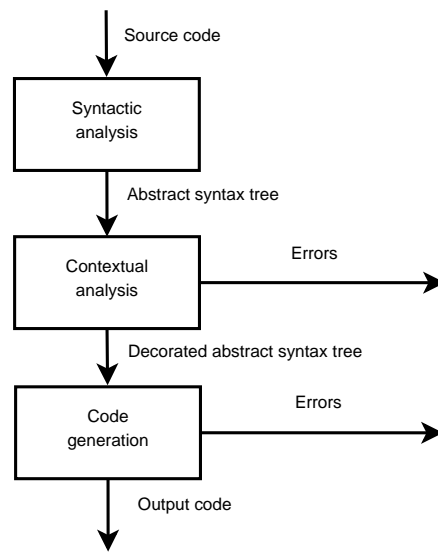 Source code
Syntactic
analysis
Abstract syntax tree
Errors
Contextual
analysis
Decorated abstract syntax tree
Errors
Code
generation
Output code